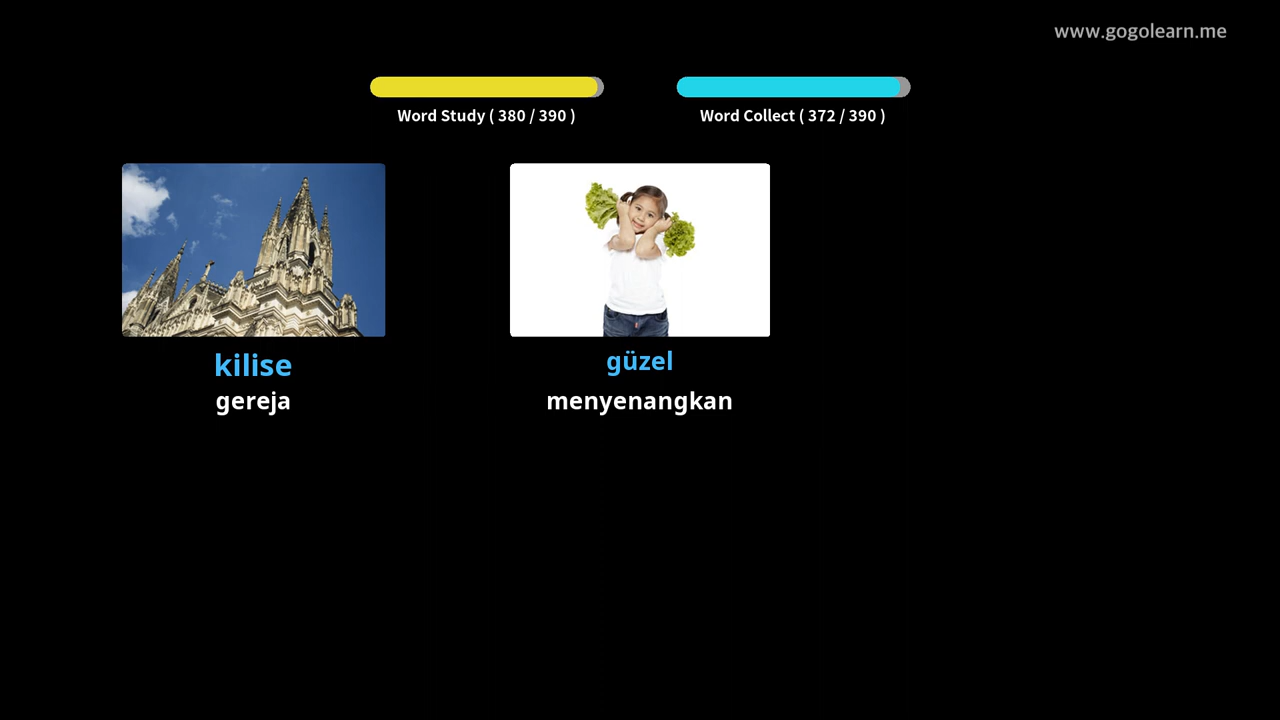 www.gogolearn.me
Word Study ( 380 / 390 )
Word Collect ( 372 / 390 )
kilise
gereja
güzel
menyenangkan